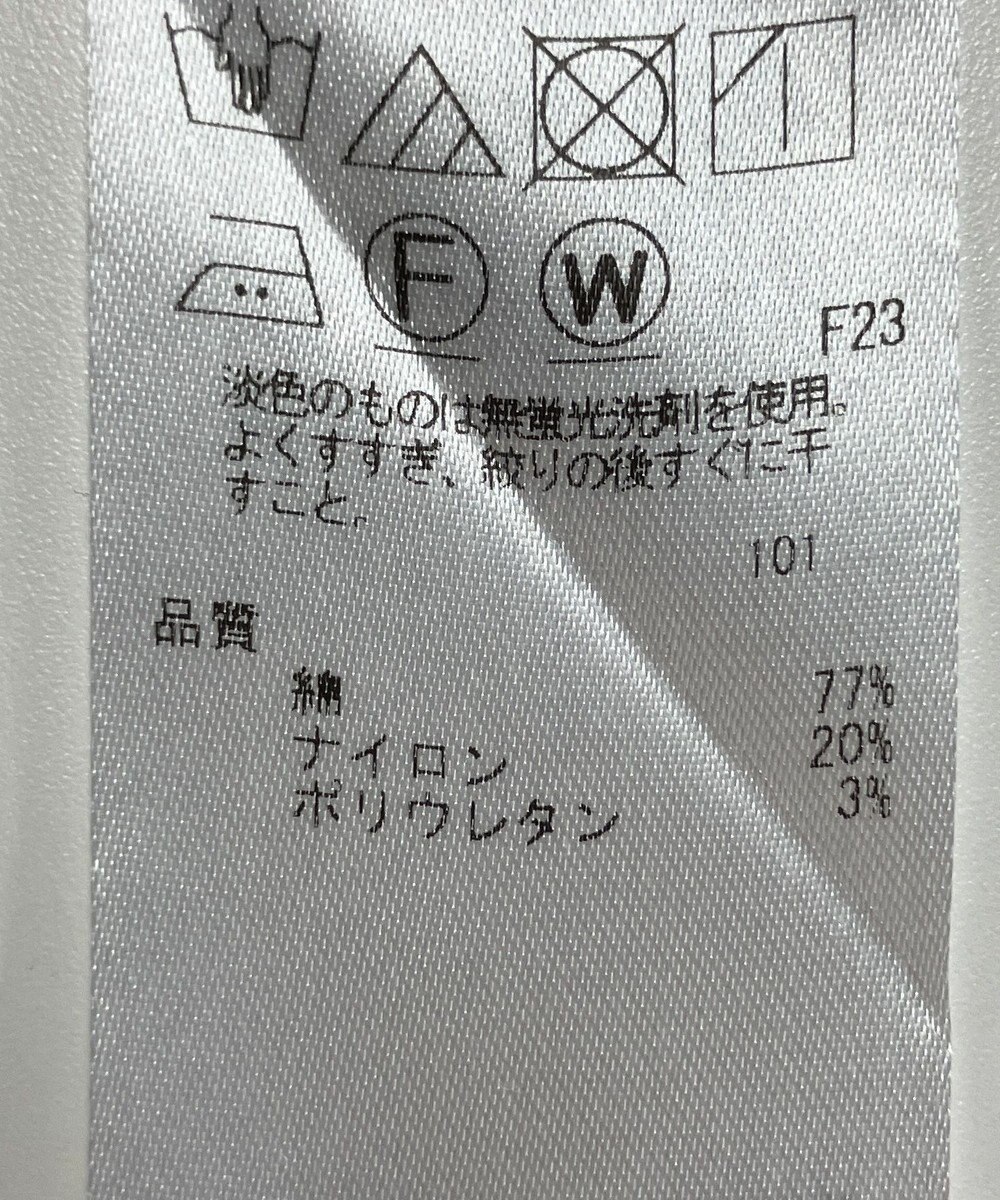 F
W
F23
淡色のものは無蛍光洗剤を使用。
よくすすぎ、絞りの後すぐに干
すこと。
101
品質
綿 77%
ナイロン 20%
ポリウレタン 3%